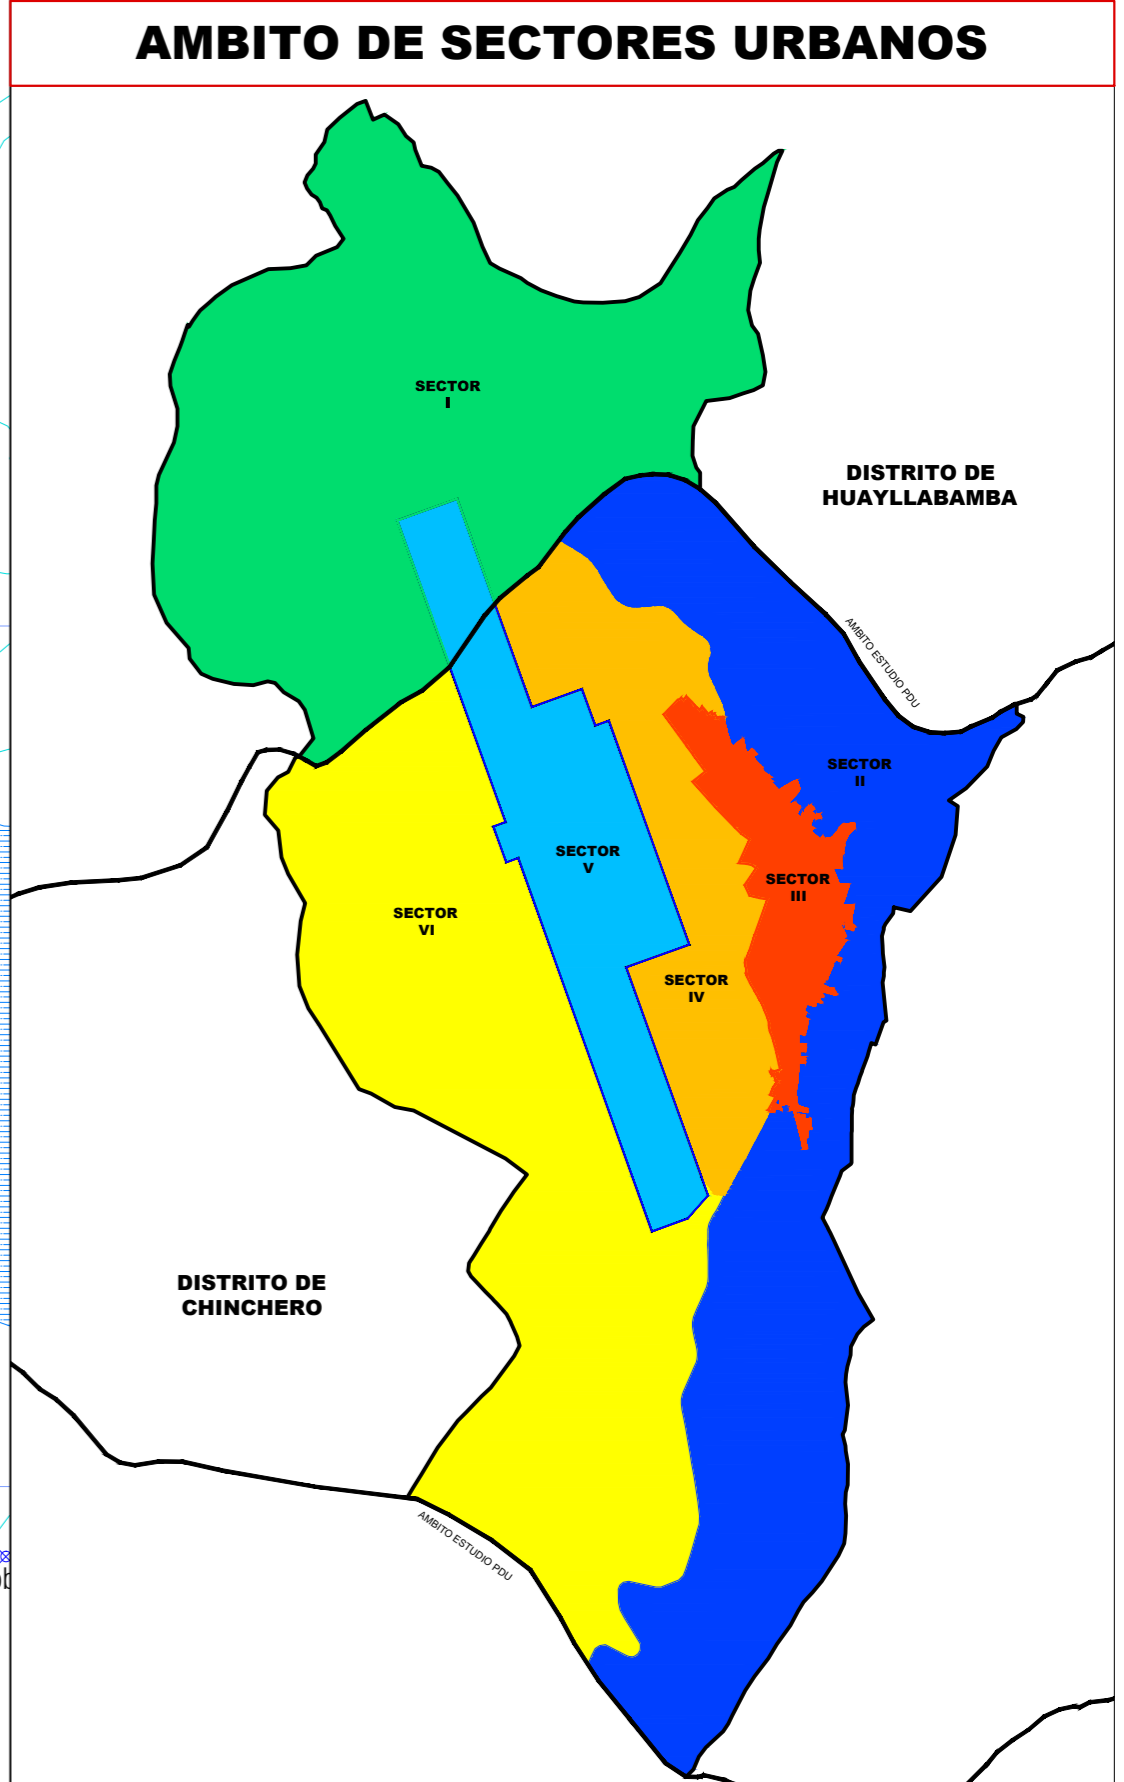 AMBITO DE SECTORES URBANOS
SECTOR
I
DISTRITO DE
HUAYLLABAMBA
AMBITO ESTUDIO PDU
SECTOR
II
SECTOR
V
SECTOR
III
SECTOR
VI
SECTOR
IV
DISTRITO DE
CHINCHERO
AMBITO ESTUDIO PDU